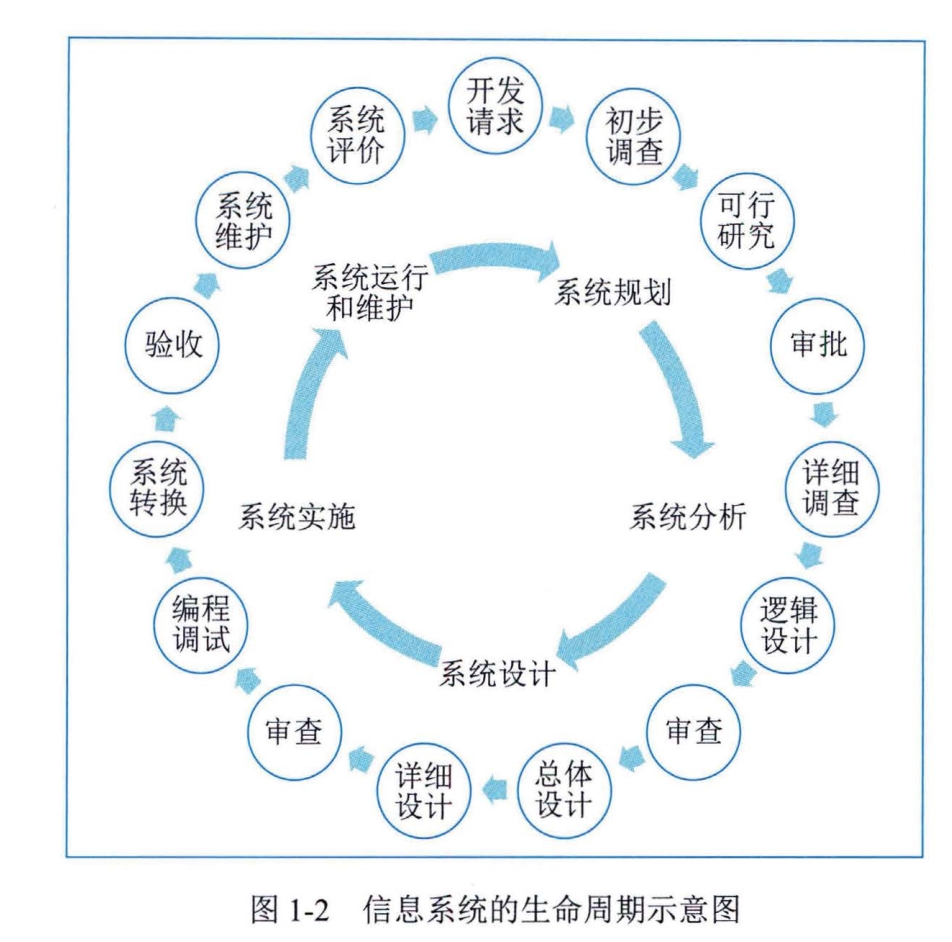 开发
请求
初步
调查
可行
研究
审批
详细
调查
逻辑
设计
审查
总体
设计
详细
设计
审查
编程
调试
系统
转换
验收
系统
维护
系统
评价
系统规划
系统分析
系统设计
系统实施
系统运行
和维护
图 1-2 信息系统的生命周期示意图